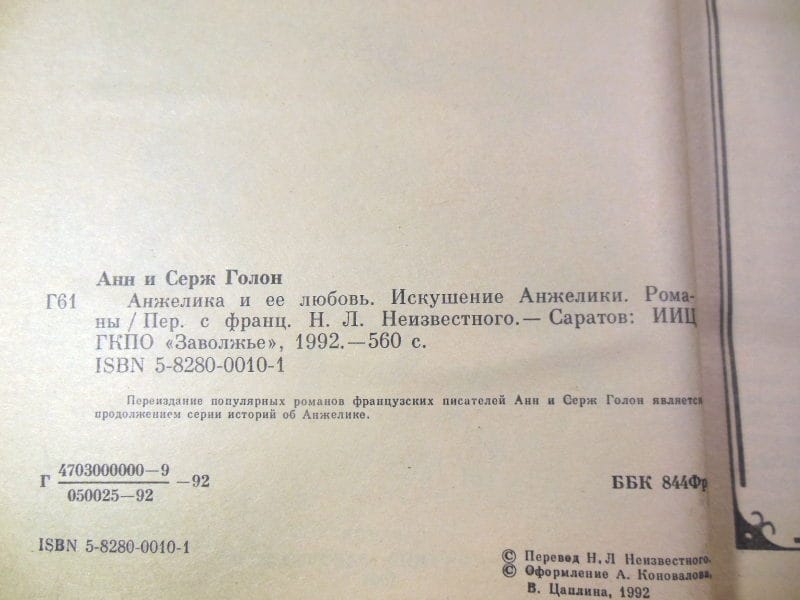 Анн и Серж Голон
Г61 Анжелика и ее любовь. Искушение Анжелики. Рома-
ны / Пер. с франц. Н. Л. Неизвестного.— Саратов: ИИЦ
ГКПО «Заволжье», 1992.—560 с.
ISBN 5-8280-0010-1
Переиздание популярных романов французских писателей Анн и Серж Голон является
продолжением серии историй об Анжелике.
Г 4703000000—9 —92
050025—92
ББК 844Фр
ISBN 5-8280-0010-1
© Перевод Н. Л Неизвестного.
© Оформление А. Коновалова,
В. Цаплина, 1992